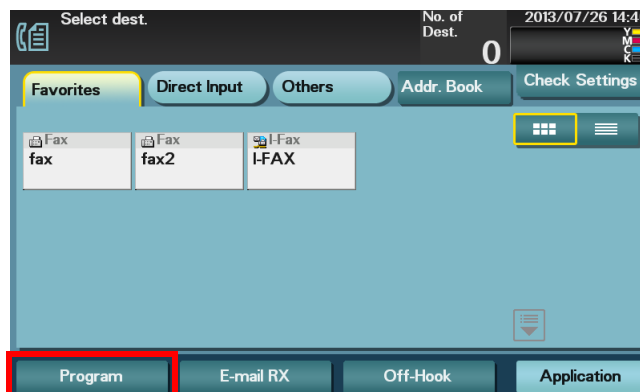 Select dest.
No. of
Dest.
0
2013/07/26 14:4
Y
M
C
K
Favorites
Direct Input
Others
Addr. Book
Check Settings
Fax
fax
Fax
fax2
I-Fax
I-FAX
Program
E-mail RX
Off-Hook
Application